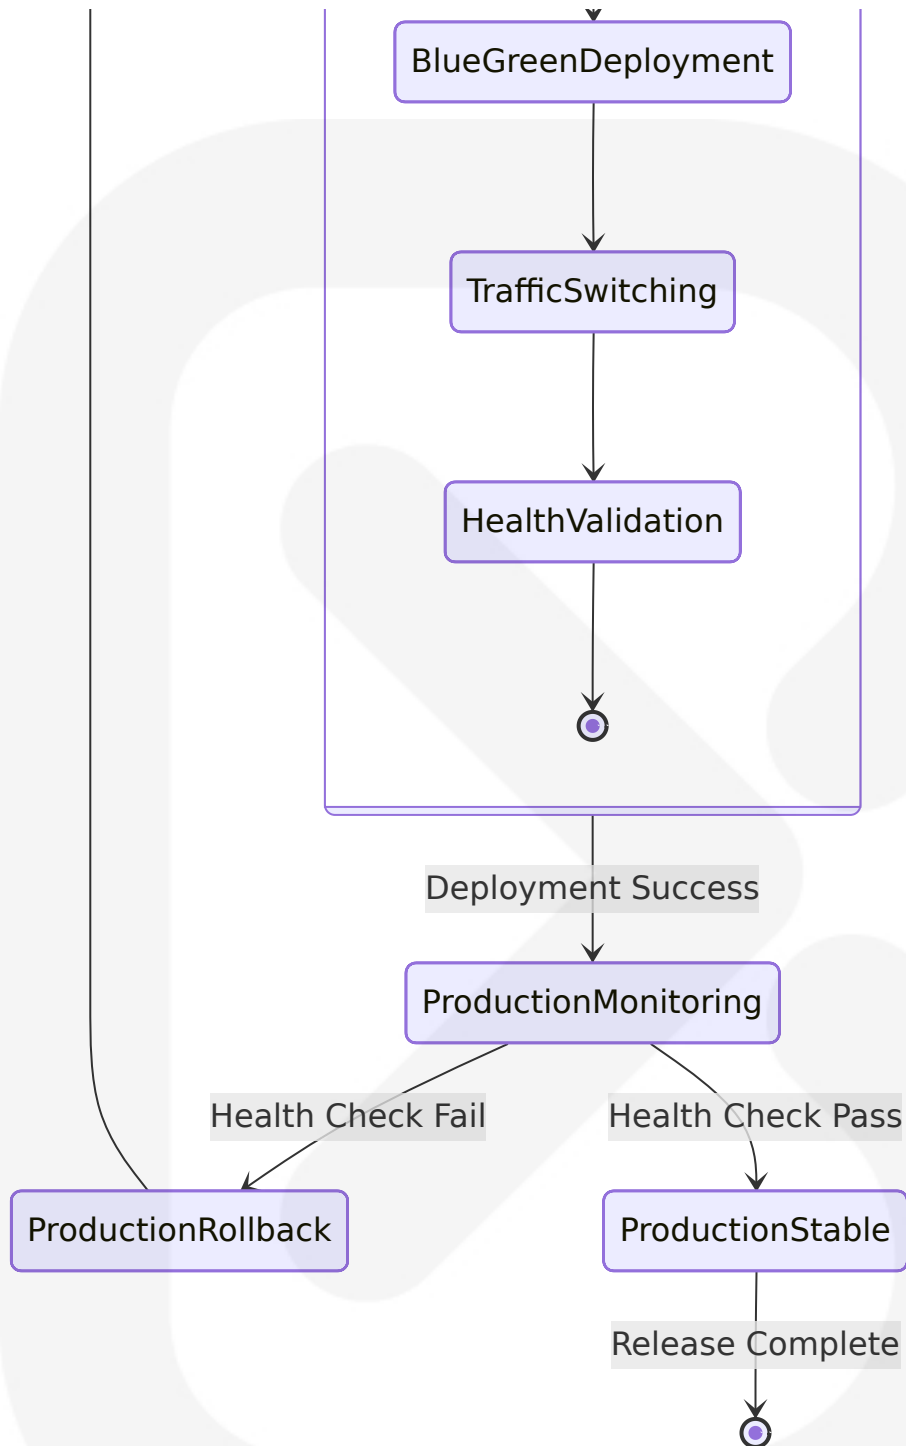 BlueGreenDeployment
TrafficSwitching
HealthValidation
Deployment Success
ProductionMonitoring
Health Check Fail
Health Check Pass
ProductionRollback
ProductionStable
Release Complete